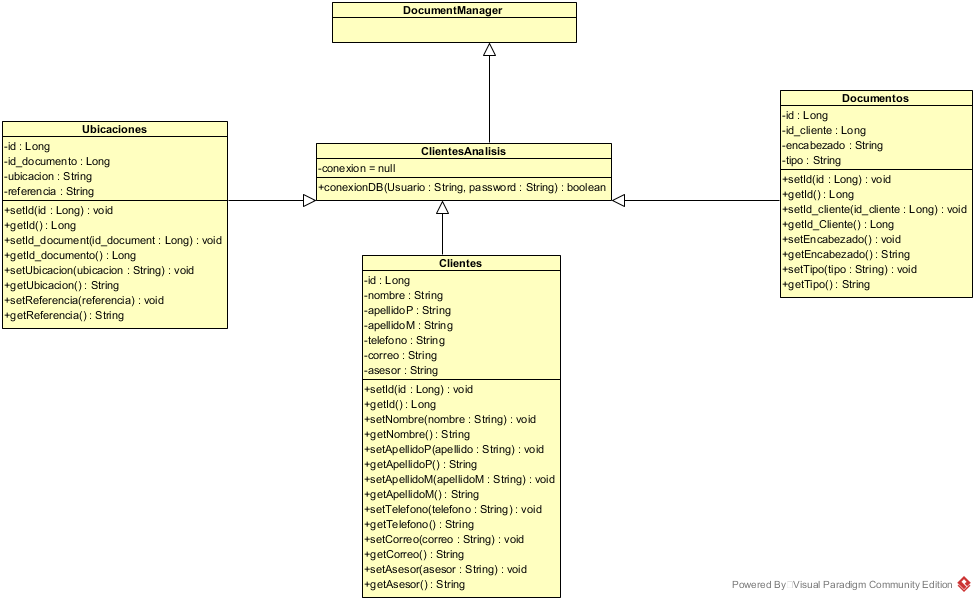 DocumentManager
Ubicaciones
-id : Long
-id_documento : Long
-ubicacion : String
-referencia : String
+setId(id : Long) : void
+getId() : Long
+setId_document(id_document : Long) : void
+getId_documento() : Long
+setUbicacion(ubicacion : String) : void
+getUbicacion() : String
+setReferencia(referencia) : void
+getReferencia() : String
ClientesAnalisis
-conexion = null
+conexionDB(Usuario : String, password : String) : boolean
Documentos
-id : Long
-id_cliente : Long
-encabezado : String
-tipo : String
+setId(id : Long) : void
+getId() : Long
+setId_cliente(id_cliente : Long) : void
+getId_Cliente() : Long
+setEncabezado() : void
+getEncabezado() : String
+setTipo(tipo : String) : void
+getTipo() : String
Clientes
-id : Long
-nombre : String
-apellidoP : String
-apellidoM : String
-telefono : String
-correo : String
-asesor : String
+setId(id : Long) : void
+getId() : Long
+setNombre(nombre : String) : void
+getNombre() : String
+setApellidoP(apellido : String) : void
+getApellidoP() : String
+setApellidoM(apellidoM : String) : void
+getApellidoM() : String
+setTelefono(telefono : String) : void
+getTelefono() : String
+setCorreo(correo : String) : void
+getCorreo() : String
+setAsesor(asesor : String) : void
+getAsesor() : String
Powered By Visual Paradigm Community Edition